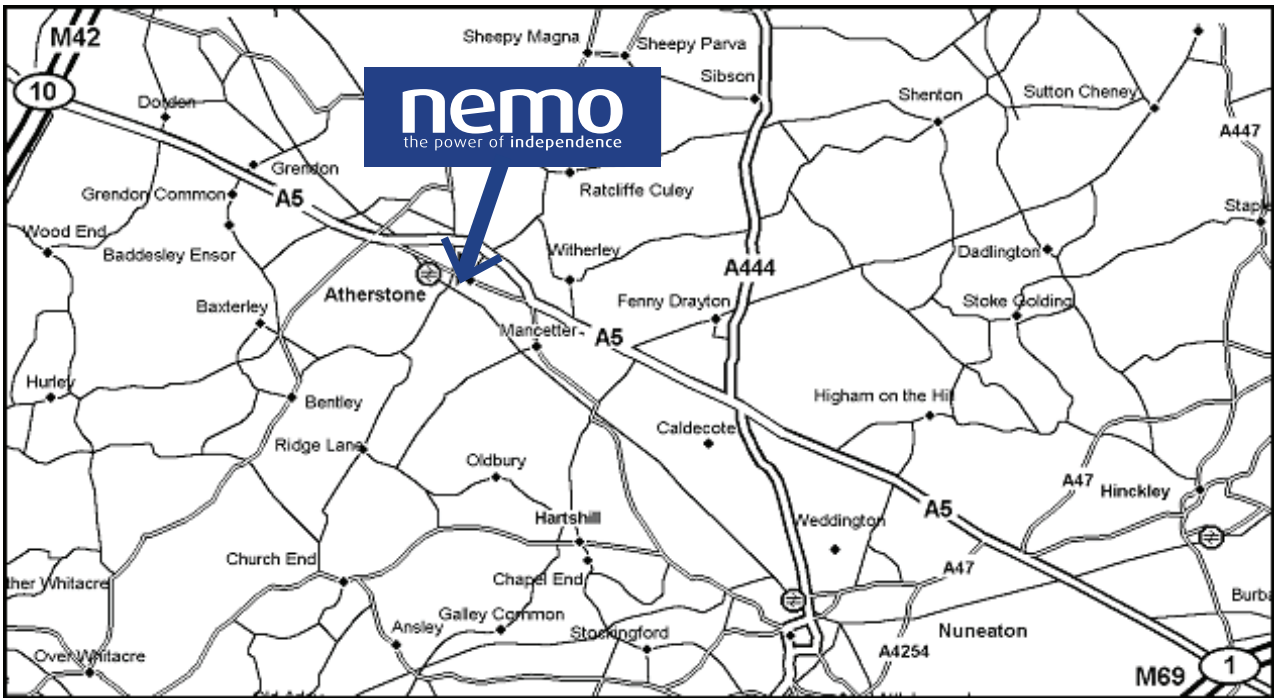 M42
Sheepy Magna
Sheepy Parva
10
Sibson
Dordon
nemo
the power of independence
Shenton
Sutton Cheney
A447
Grendon
Grendon Common
A5
Ratcliffe Culey
Wood End
Baddesley Ensor
Witherley
Dadlington
A444
Atherstone
Baxterley
Fenny Drayton
Stoke Golding
Mancetter
A5
Hurley
Bentley
Higham on the Hill
Caldecote
Ridge Lane
Oldbury
A47
Hinckley
Hartshill
A5
Weddington
Church End
A47
ther Whitacre
Chapel End
Galley Common
Ansley
Stockingford
Nuneaton
A4254
Over Whitacre
M69
1